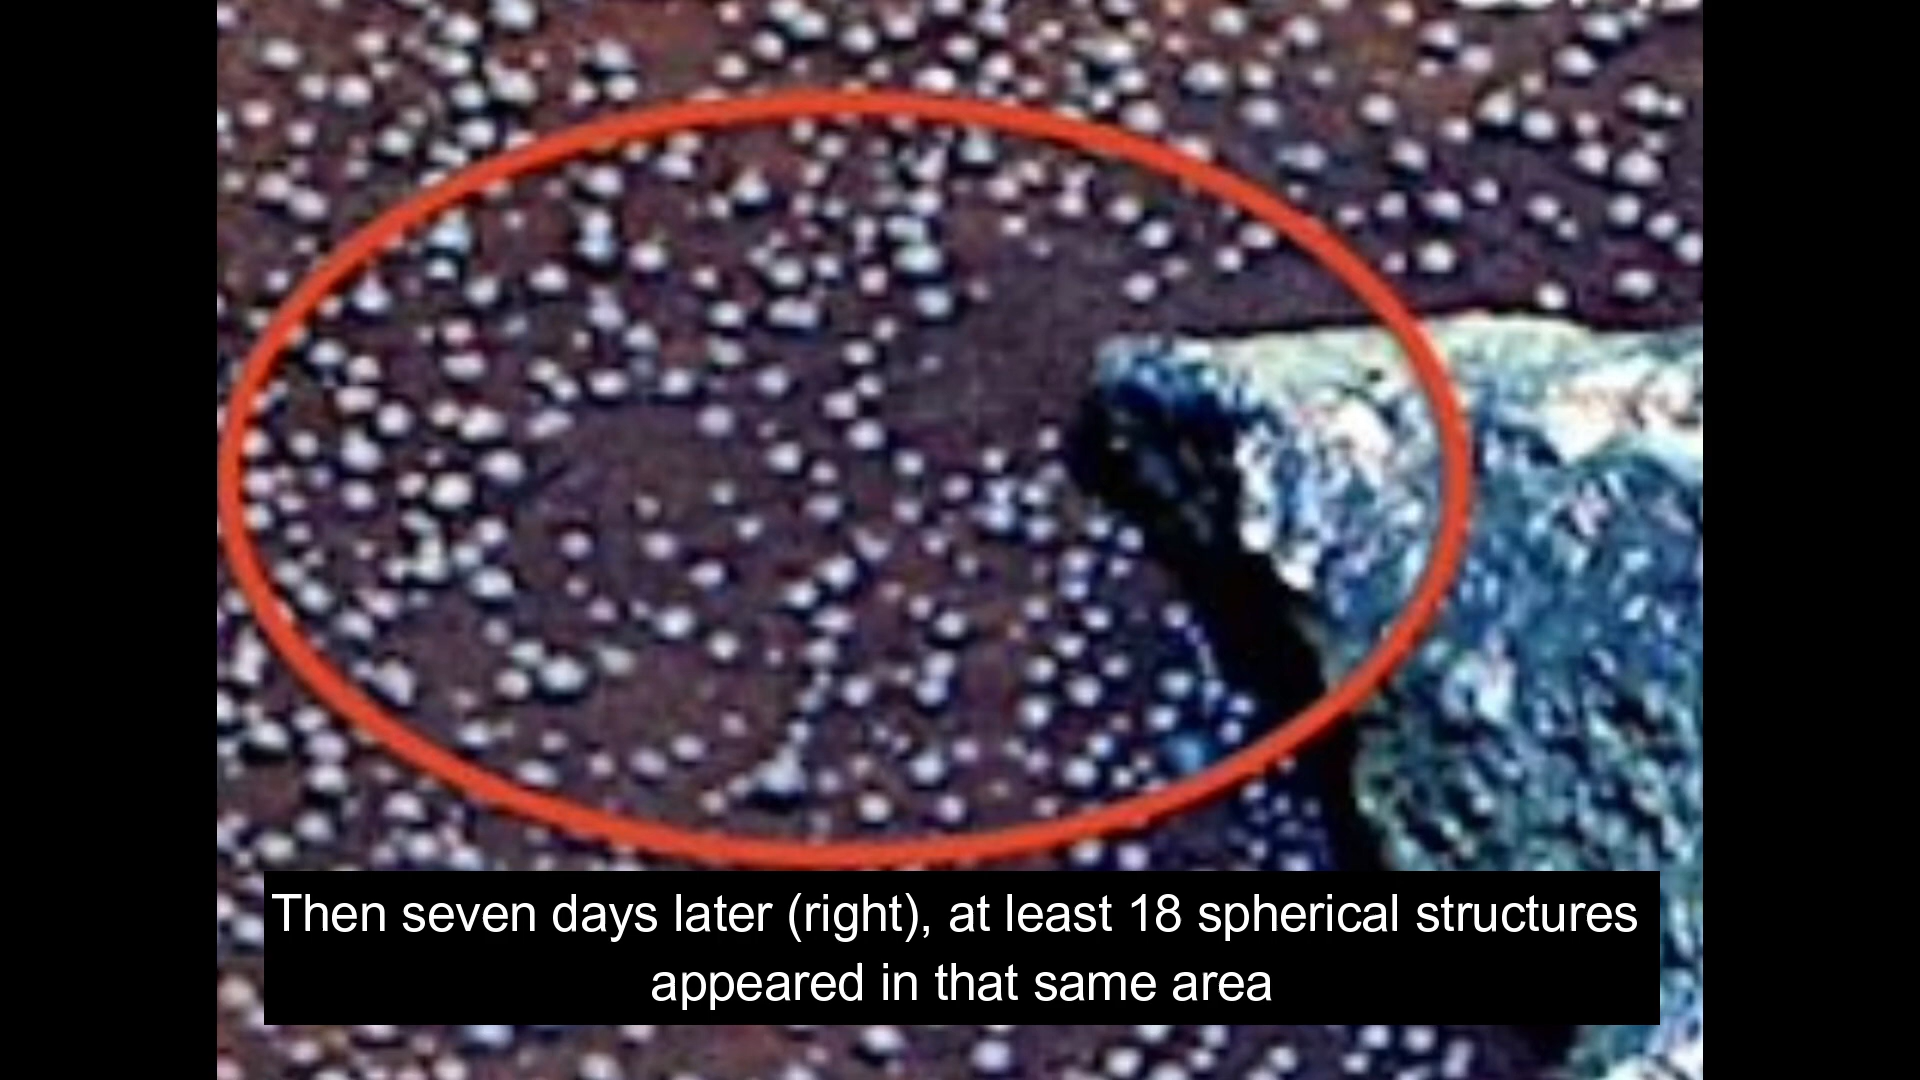 Then seven days later (right), at least 18 spherical structures
appeared in that same area